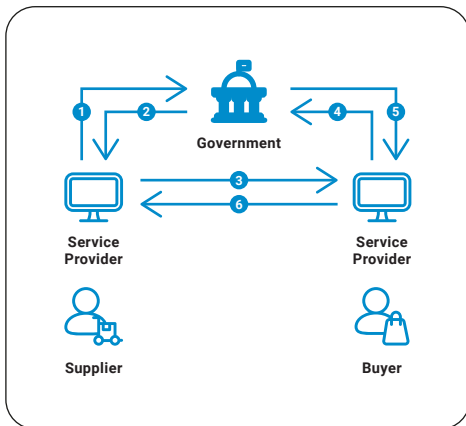 1
2
4
5
Government
3
6
Service
Provider
Service
Provider
Supplier
Buyer